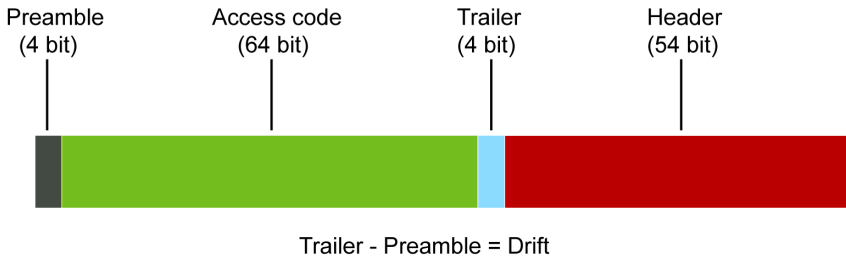 Preamble
(4 bit)
Access code
(64 bit)
Trailer
(4 bit)
Header
(54 bit)
Trailer - Preamble = Drift